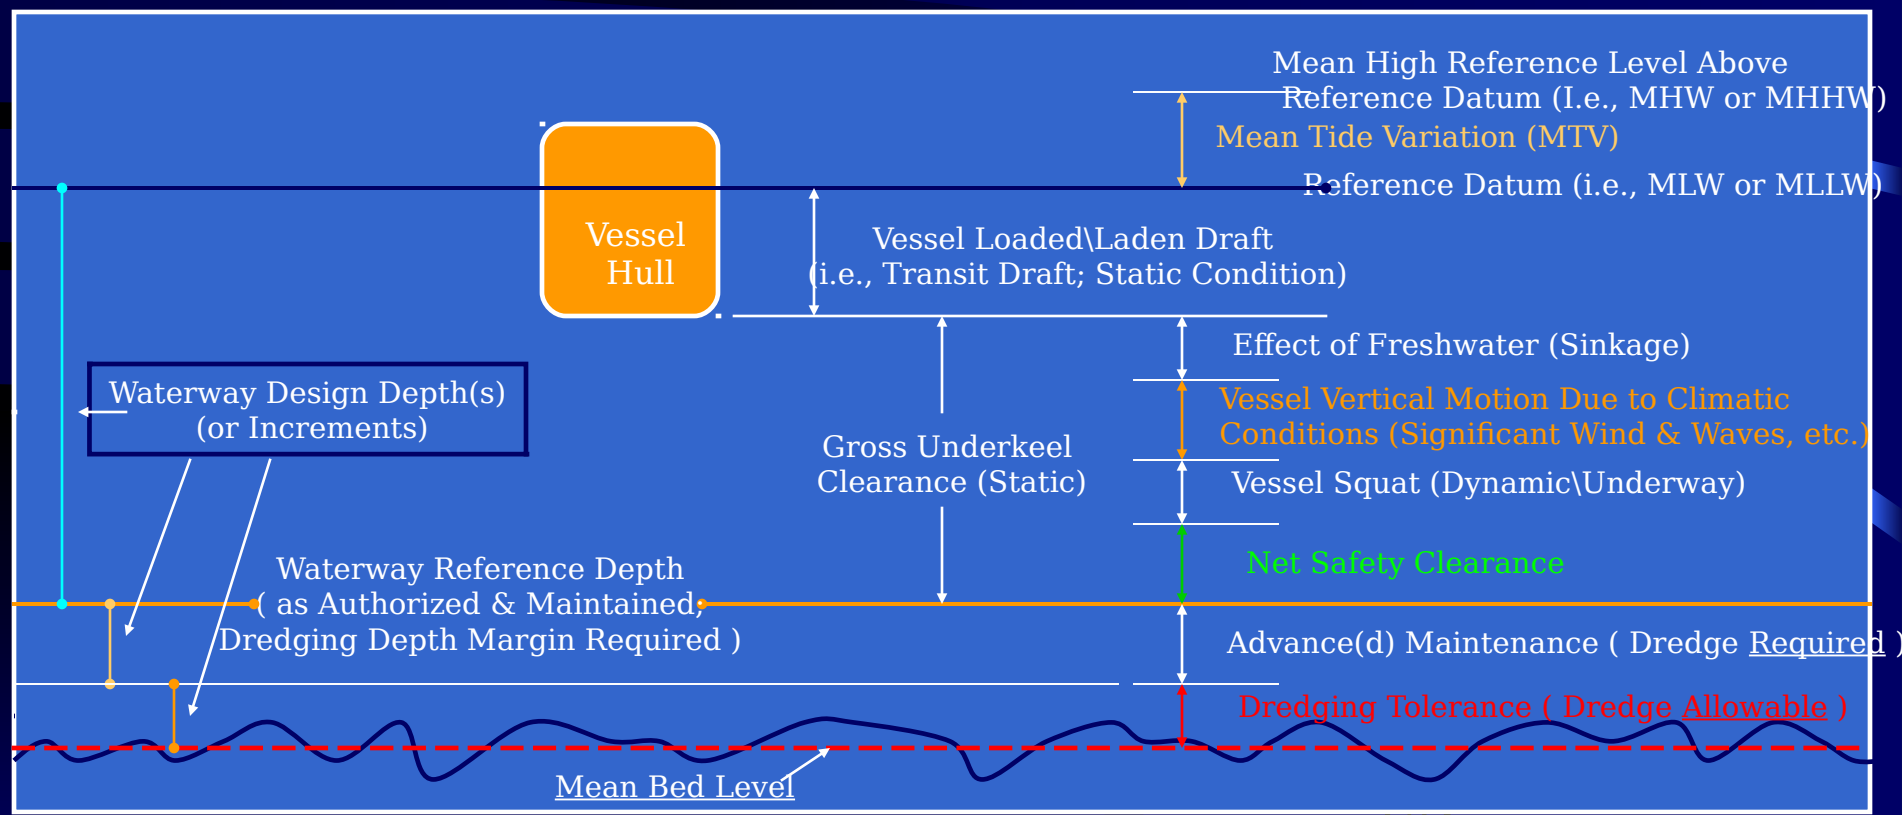 Mean High Reference Level Above
Reference Datum (I.e., MHW or MHHW)
Mean Tide Variation (MTV)
Reference Datum (i.e., MLW or MLLW)
Vessel
Hull
Vessel Loaded\Laden Draft
(i.e., Transit Draft; Static Condition)
Effect of Freshwater (Sinkage)
Waterway Design Depth(s)
(or Increments)
Vessel Vertical Motion Due to Climatic
Conditions (Significant Wind & Waves, etc.)
Gross Underkeel
Clearance (Static)
Vessel Squat (Dynamic\Underway)
Net Safety Clearance
Waterway Reference Depth
( as Authorized & Maintained;
Dredging Depth Margin Required )
Advance(d) Maintenance ( Dredge Required )
Dredging Tolerance ( Dredge Allowable )
Mean Bed Level